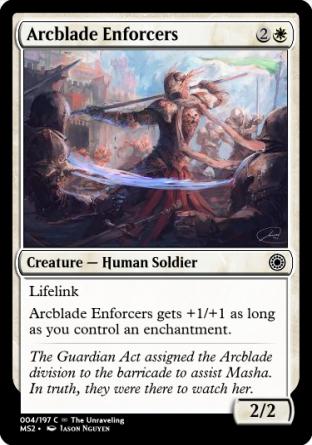 Arcblade Enforcers 2
Creature — Human Soldier
Lifelink
Arcblade Enforcers gets +1/+1 as long
as you control an enchantment.
The Guardian Act assigned the Arcblade
division to the barricade to assist Masha.
In truth, they were there to watch her.
2/2
004/197 C The Unraveling
MS2 • Jason Nguyen